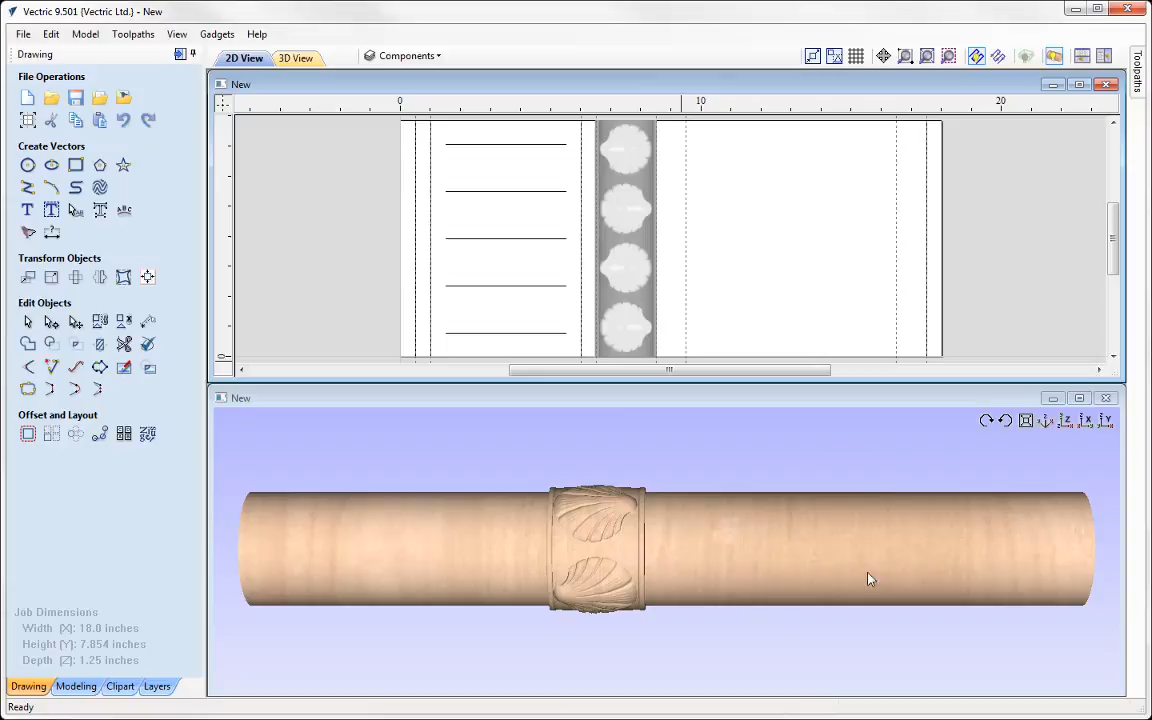 Vectric 9.501 {Vectric Ltd.} - New
File Edit Model Toolpaths View Gadgets Help
Drawing
2D View 3D View Components
Toolpaths
File Operations
Create Vectors
Transform Objects
Edit Objects
Offset and Layout
Job Dimensions
Width (X): 18.0 inches
Height (Y): 7.854 inches
Depth (Z): 1.25 inches
Drawing Modeling Clipart Layers
Ready
New
0 10 20
0
New